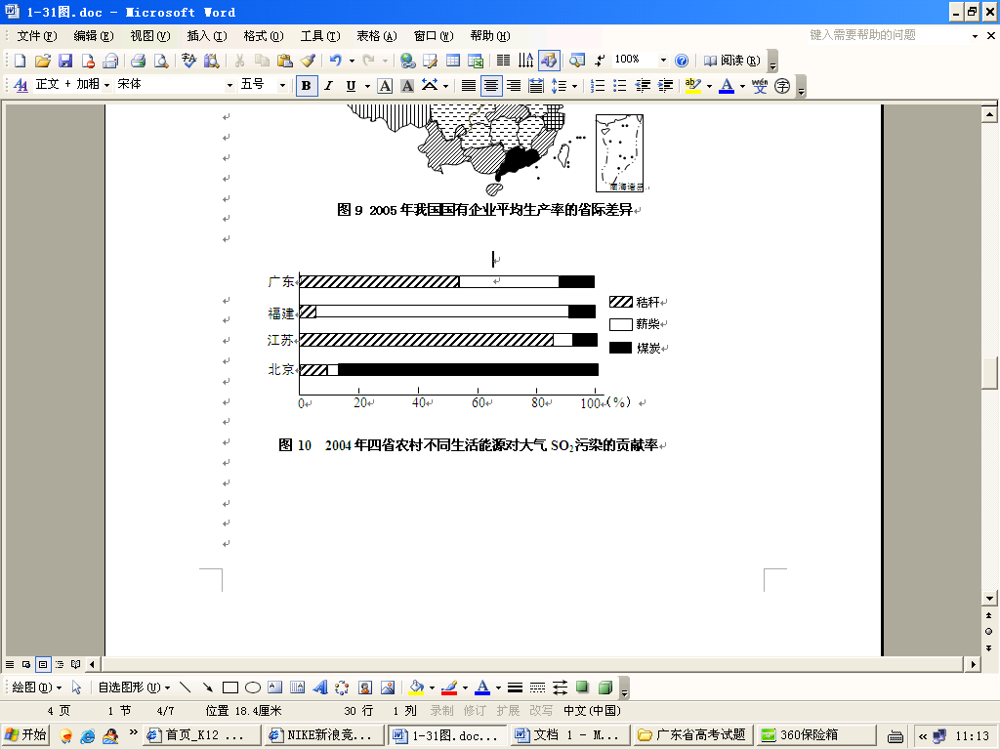 1-31图.doc - Microsoft Word
文件(F) 编辑(E) 视图(V) 插入(I) 格式(O) 工具(T) 表格(A) 窗口(W) 帮助(H) 键入需要帮助的问题
100% 阅读(R)
正文 + 加粗 宋体 五号 B I U A A ab A wén 文 字
南海诸岛
图 9 2005 年我国国有企业平均生产率的省际差异
广东
福建
江苏
北京
秸秆
薪柴
煤炭
0 20 40 60 80 100 (%)
图 10 2004 年四省农村不同生活能源对大气 SO2 污染的贡献率
绘图(D) 自选图形(U)
4 页 1 节 4/7 位置 18.4厘米 30 行 1 列 录制 修订 扩展 改写 中文(中国)
开始 首页_K12 ... NIKE新浪竞... 1-31图.doc... 文档 1 - M... 广东省高考试题 360保险箱 11:13